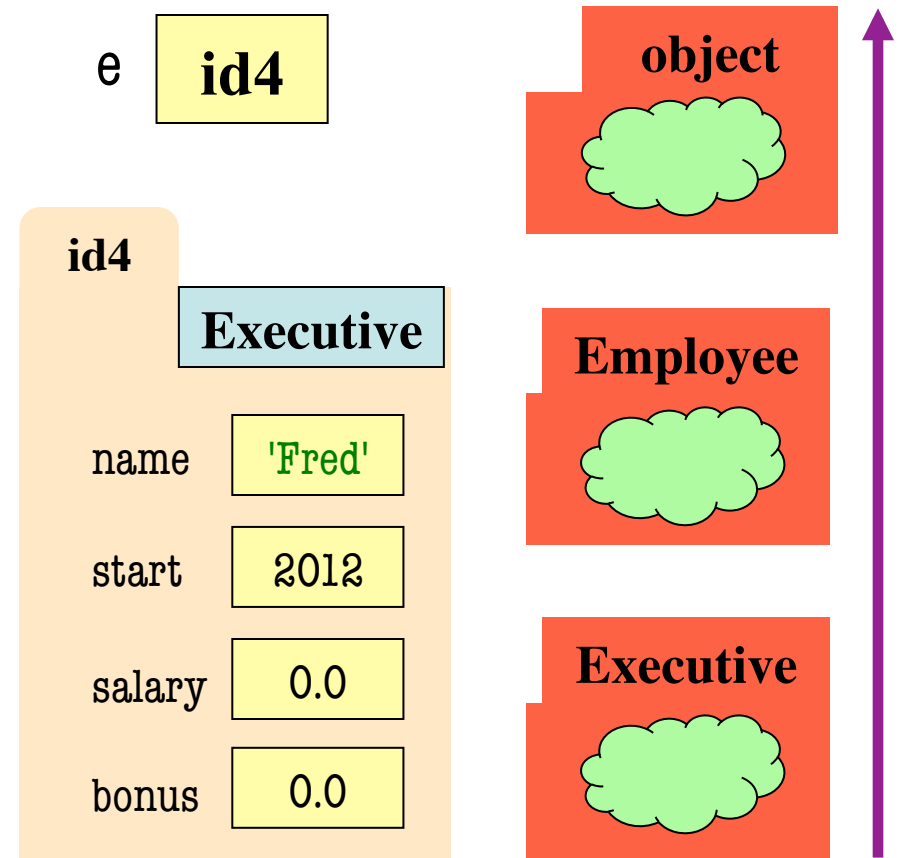 e id4
id4
Executive
name 'Fred'
start 2012
salary 0.0
bonus 0.0
object
Employee
Executive